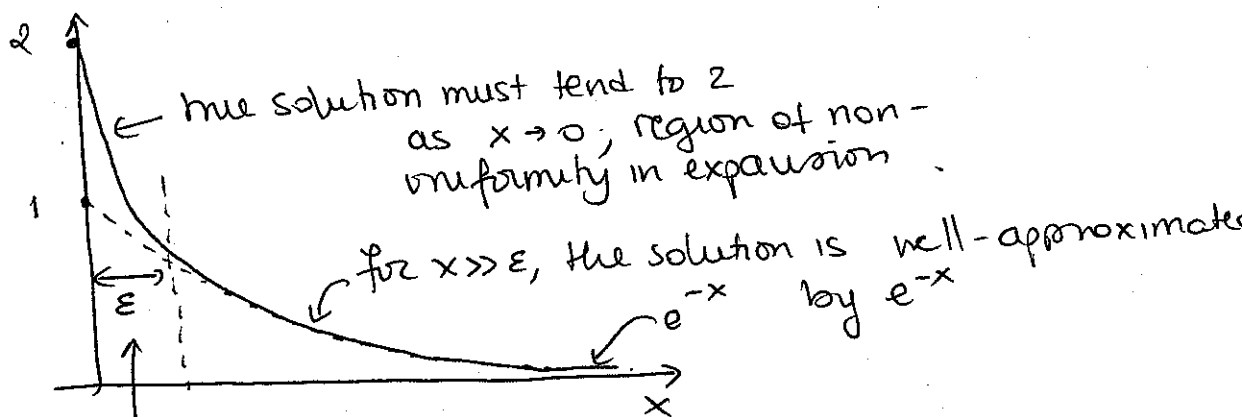 2
true solution must tend to 2
as x → 0; region of non-
uniformity in expansion.
1
for x >> ε, the solution is well-approximate
e^{-x} by e^{-x}
ε
x